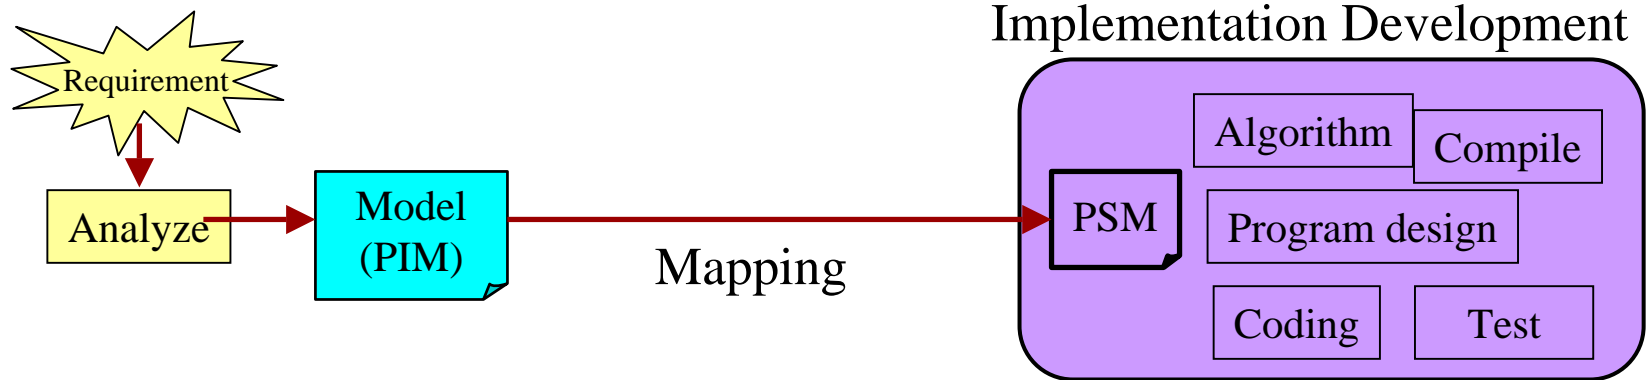 Implementation Development
Requirement
Analyze
Model
(PIM)
Mapping
PSM
Algorithm
Compile
Program design
Coding
Test